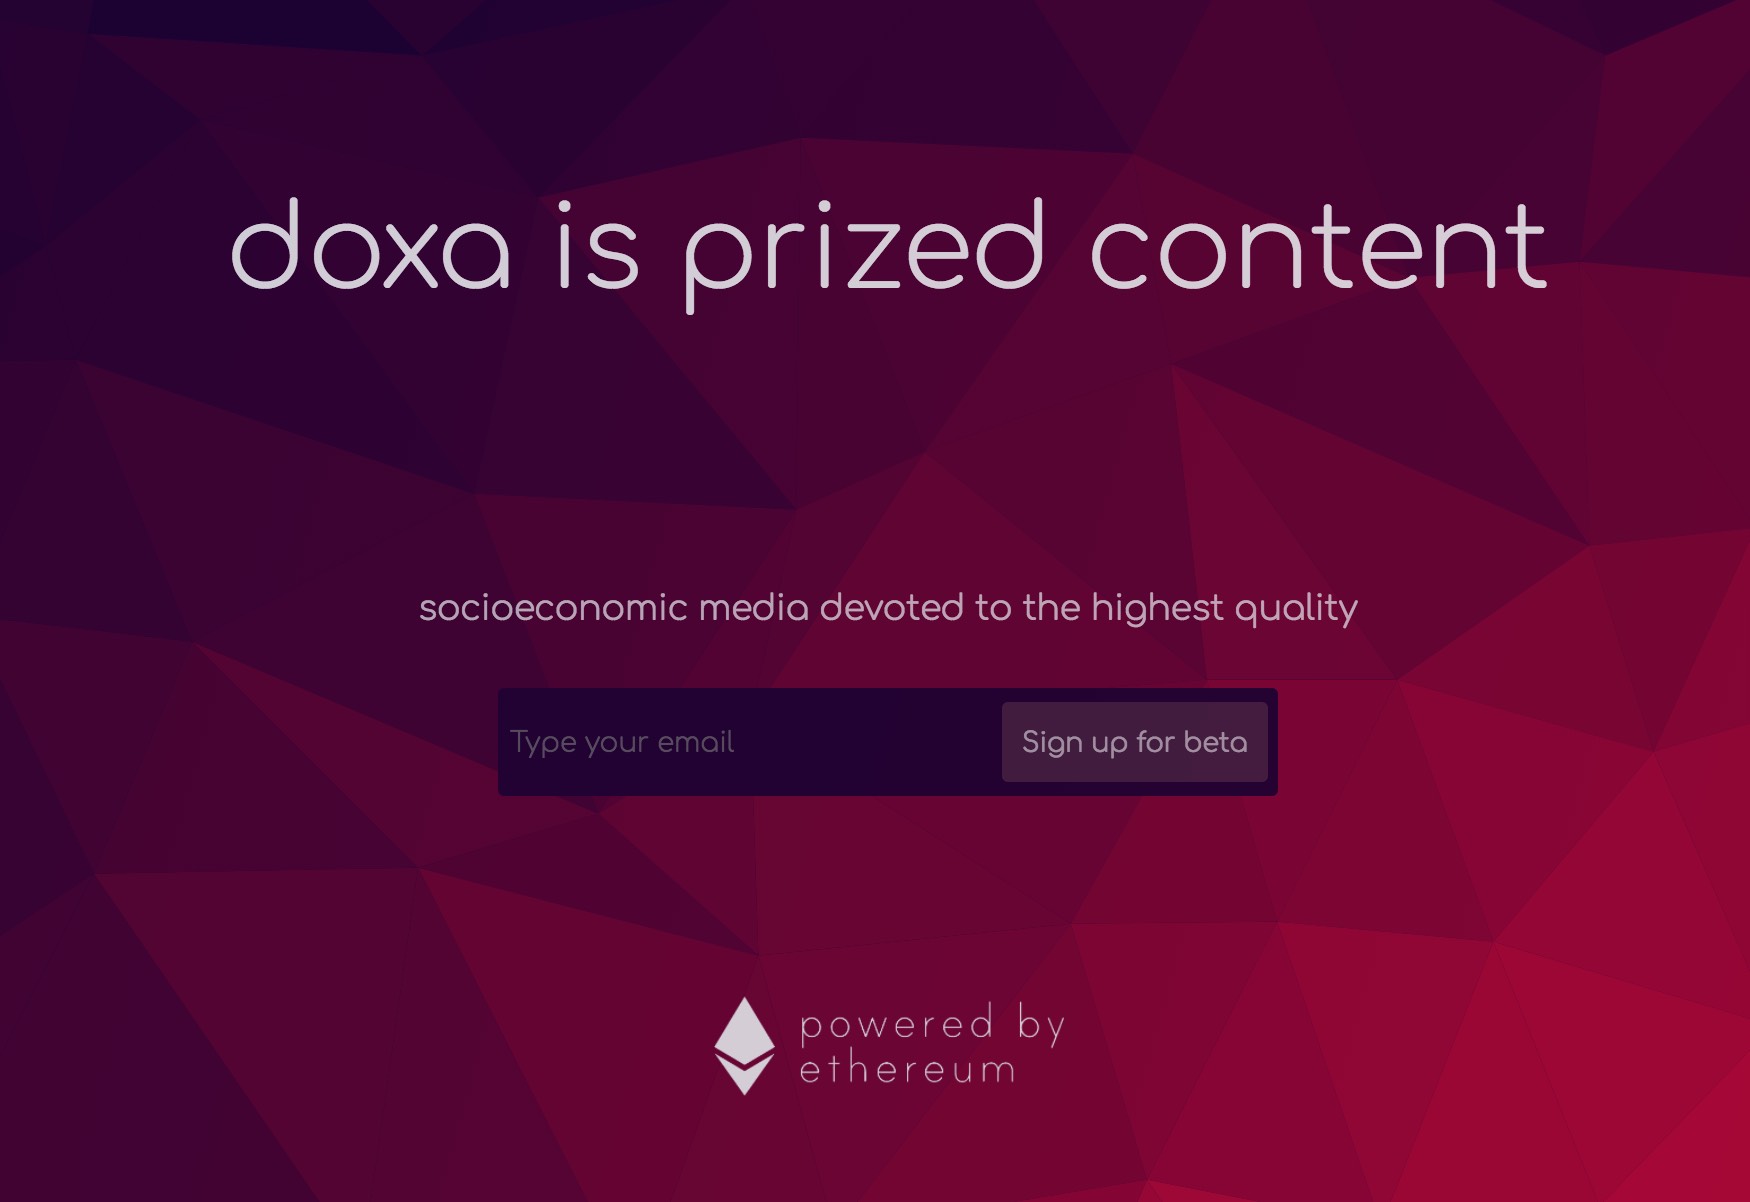 doxa is prized content
socioeconomic media devoted to the highest quality
Type your email
Sign up for beta
powered by
ethereum